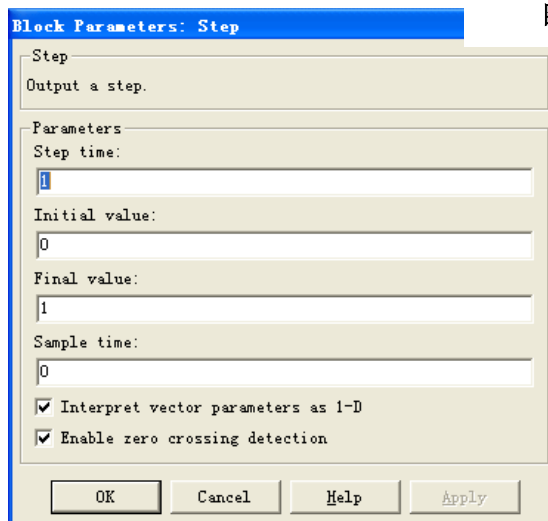 Block Parameters: Step
Step
Output a step.
Parameters
Step time:
1
Initial value:
0
Final value:
1
Sample time:
0
Interpret vector parameters as 1-D
Enable zero crossing detection
OK Cancel Help Apply